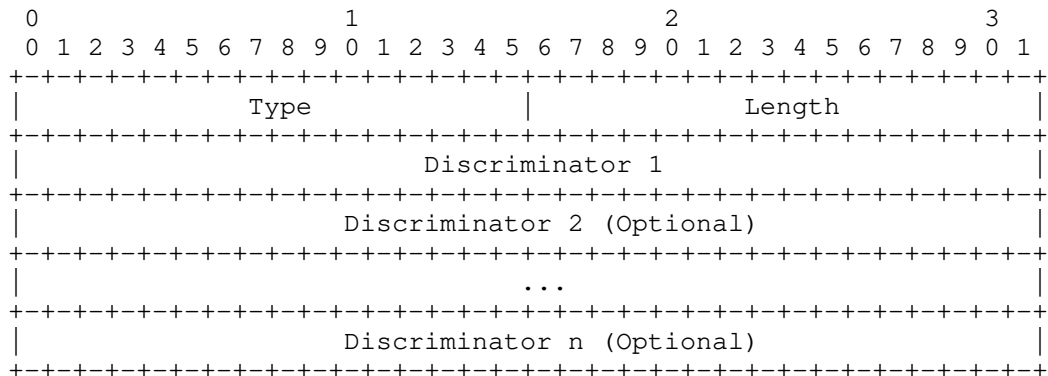 0                   1                   2                   3
 0 1 2 3 4 5 6 7 8 9 0 1 2 3 4 5 6 7 8 9 0 1 2 3 4 5 6 7 8 9 0 1
+-+-+-+-+-+-+-+-+-+-+-+-+-+-+-+-+-+-+-+-+-+-+-+-+-+-+-+-+-+-+-+-+
|              Type             |             Length            |
+-+-+-+-+-+-+-+-+-+-+-+-+-+-+-+-+-+-+-+-+-+-+-+-+-+-+-+-+-+-+-+-+
|                        Discriminator 1                        |
+-+-+-+-+-+-+-+-+-+-+-+-+-+-+-+-+-+-+-+-+-+-+-+-+-+-+-+-+-+-+-+-+
|                   Discriminator 2 (Optional)                  |
+-+-+-+-+-+-+-+-+-+-+-+-+-+-+-+-+-+-+-+-+-+-+-+-+-+-+-+-+-+-+-+-+
|                              ...                              |
+-+-+-+-+-+-+-+-+-+-+-+-+-+-+-+-+-+-+-+-+-+-+-+-+-+-+-+-+-+-+-+-+
|                   Discriminator n (Optional)                  |
+-+-+-+-+-+-+-+-+-+-+-+-+-+-+-+-+-+-+-+-+-+-+-+-+-+-+-+-+-+-+-+-+